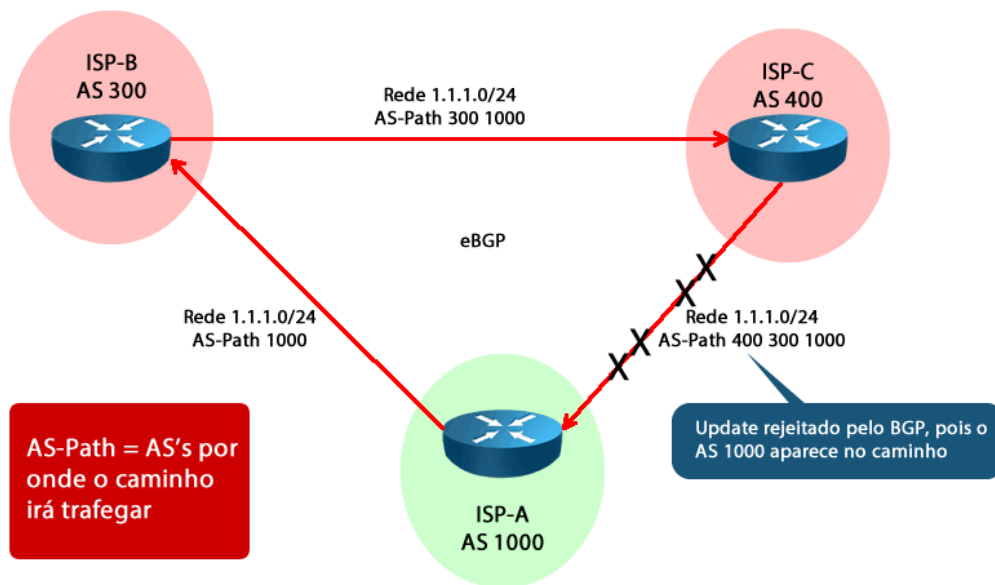 ISP-B
AS 300
ISP-C
AS 400
Rede 1.1.1.0/24
AS-Path 300 1000
eBGP
Rede 1.1.1.0/24
AS-Path 1000
X
X
X
X
Rede 1.1.1.0/24
AS-Path 400 300 1000
AS-Path = AS's por
onde o caminho
irá trafegar
Update rejeitado pelo BGP, pois o
AS 1000 aparece no caminho
ISP-A
AS 1000